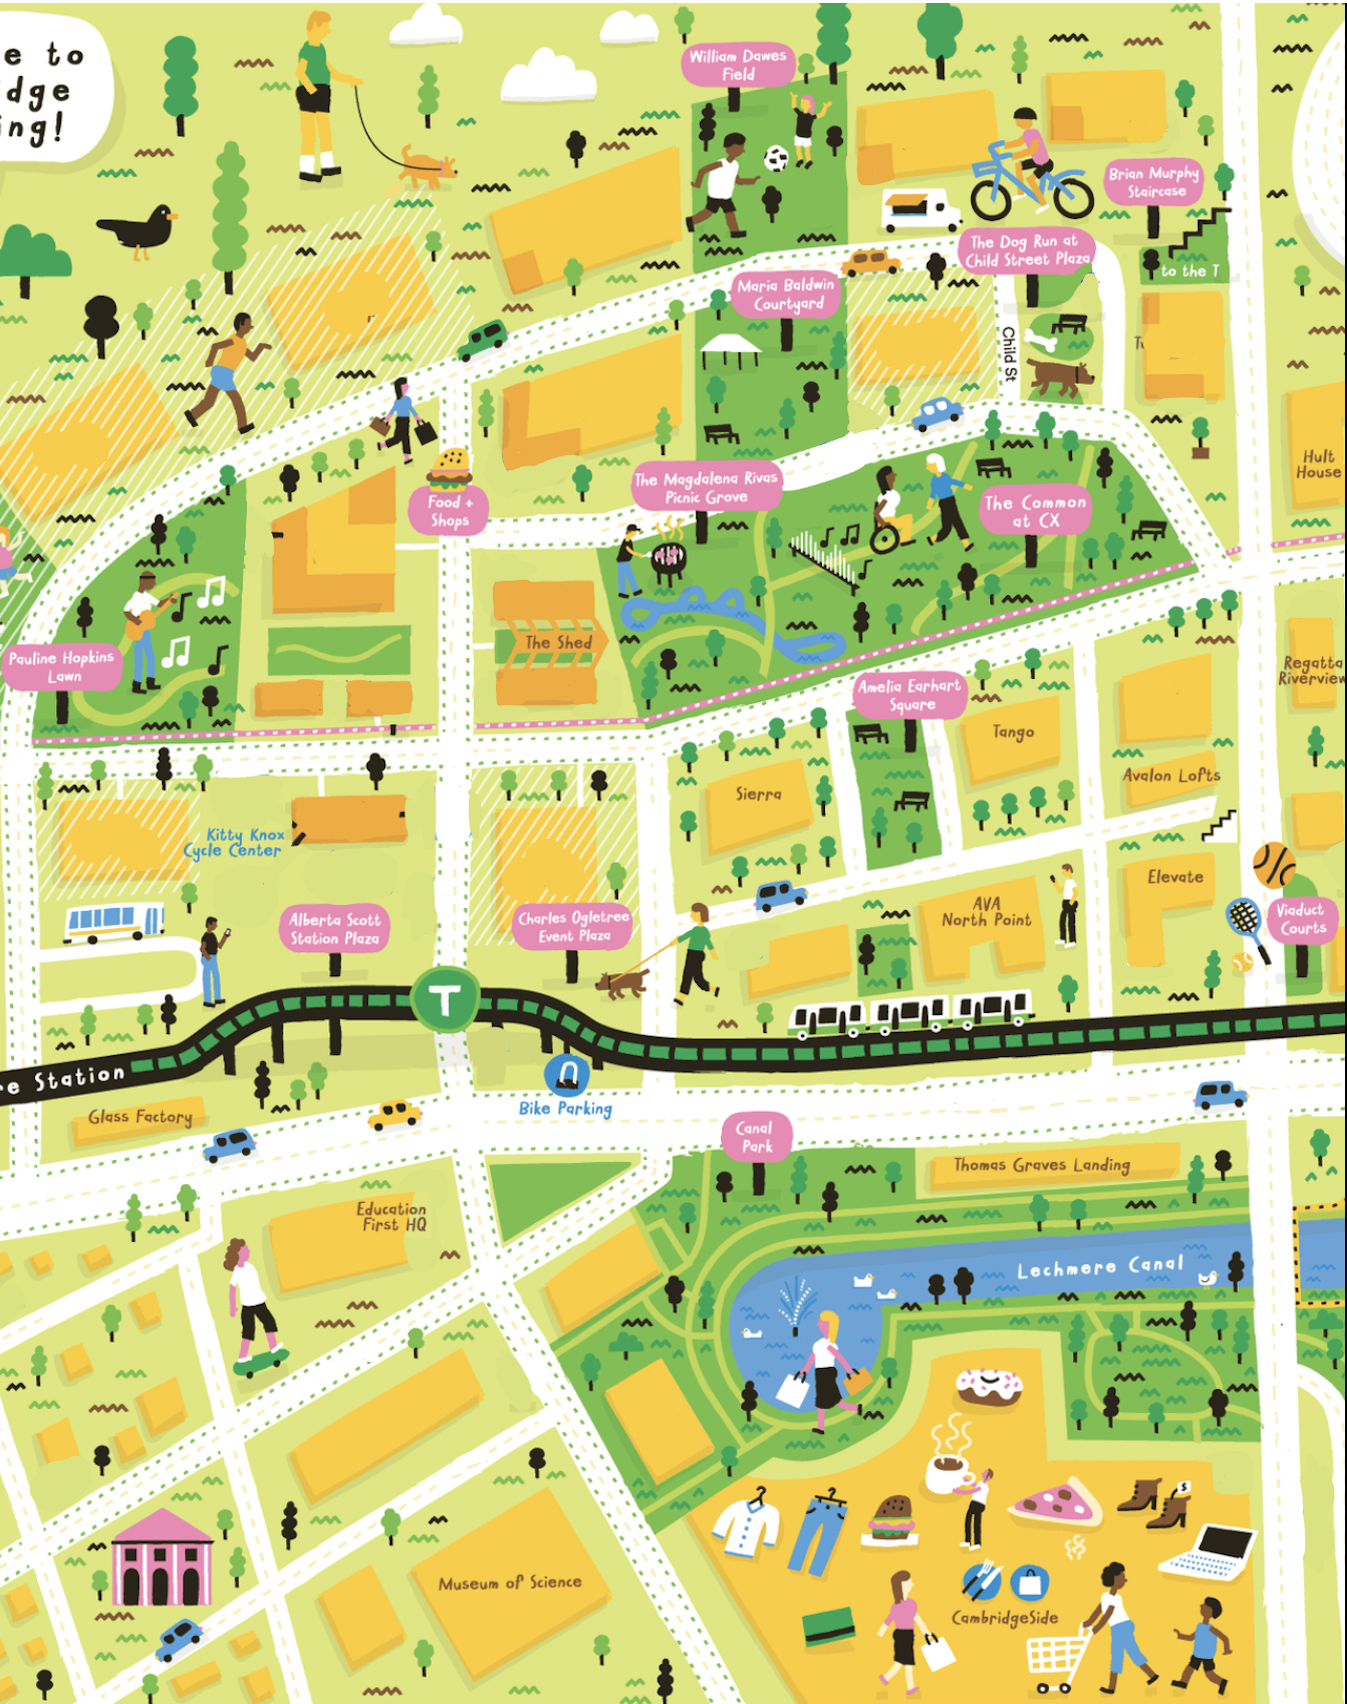 e to
idge
ing!
William Dawes
Field
Brian Murphy
Staircase
to the T
The Dog Run at
Child Street Plaza
Maria Baldwin
Courtyard
Child St
Hult
House
Food +
Shops
The Magdalena Rivas
Picnic Grove
The Common
at CX
The Shed
Pauline Hopkins
Lawn
Regatta
Riverview
Amelia Earhart
Square
Tango
Avalon Lofts
Sierra
Kitty Knox
Cycle Center
Elevate
AVA
North Point
Alberta Scott
Station Plaza
Charles Ogletree
Event Plaza
Viaduct
Courts
T
re Station
Bike Parking
Glass Factory
Canal
Park
Thomas Graves Landing
Education
First HQ
Lechmere Canal
$
Museum of Science
CambridgeSide